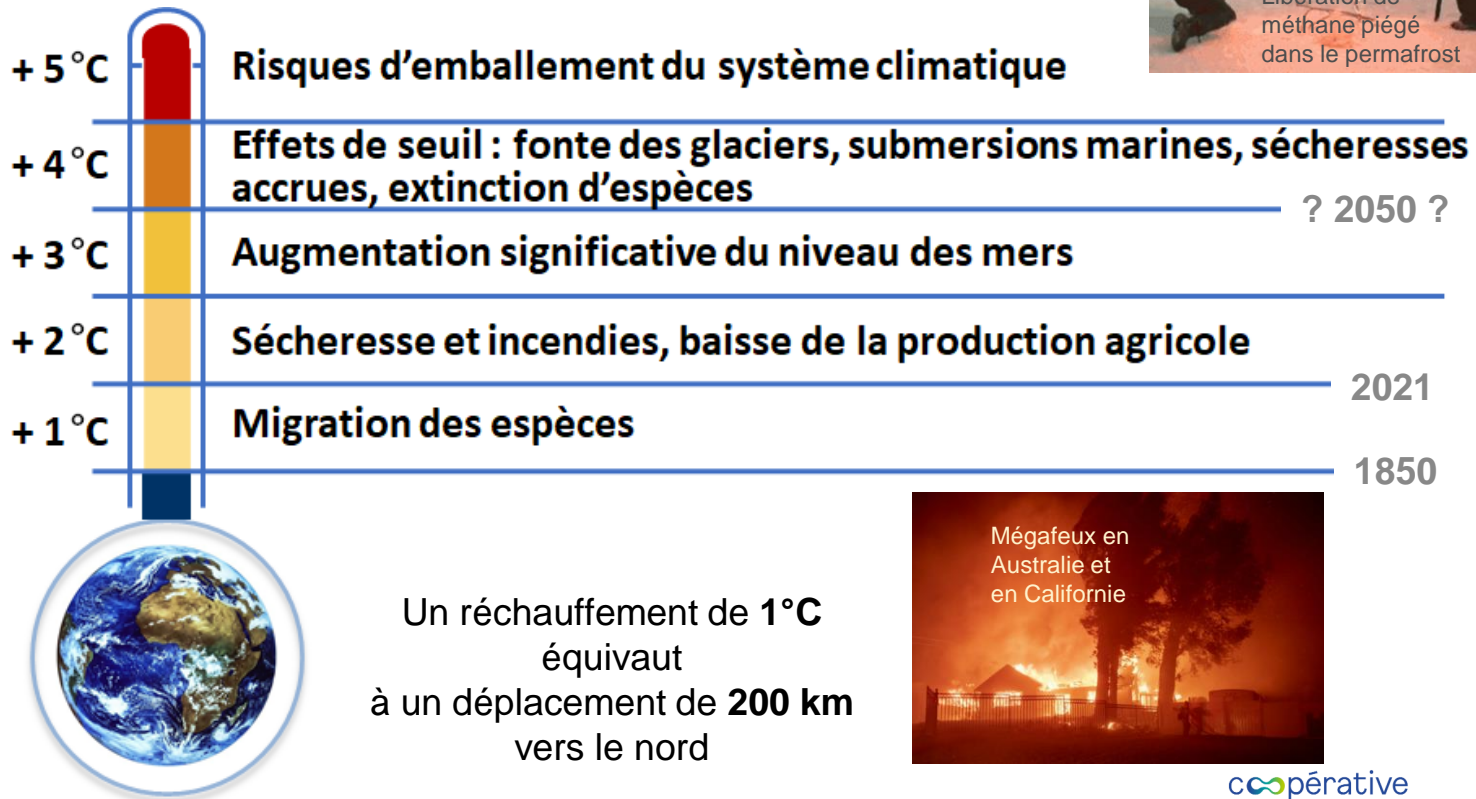 méthane piégé
dans le permafrost
+ 5°C
Risques d'emballement du système climatique
+ 4°C
Effets de seuil : fonte des glaciers, submersions marines, sécheresses
accrues, extinction d'espèces
? 2050 ?
+ 3°C
Augmentation significative du niveau des mers
+ 2°C
Sécheresse et incendies, baisse de la production agricole
2021
+ 1°C
Migration des espèces
1850
Mégafeux en
Australie et
en Californie
Un réchauffement de 1°C
équivaut
à un déplacement de 200 km
vers le nord
coopérative